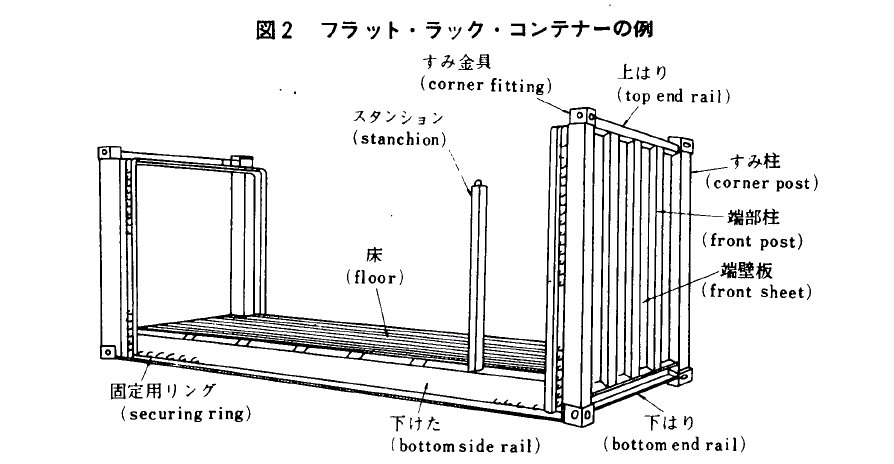 図2 フラット・ラック・コンテナーの例
すみ金具
(corner fitting)
上はり
(top end rail)
スタンション
(stanchion)
すみ柱
(corner post)
端部柱
(front post)
床
(floor)
端壁板
(front sheet)
固定用リング
(securing ring)
下けた
(bottom side rail)
下はり
(bottom end rail)